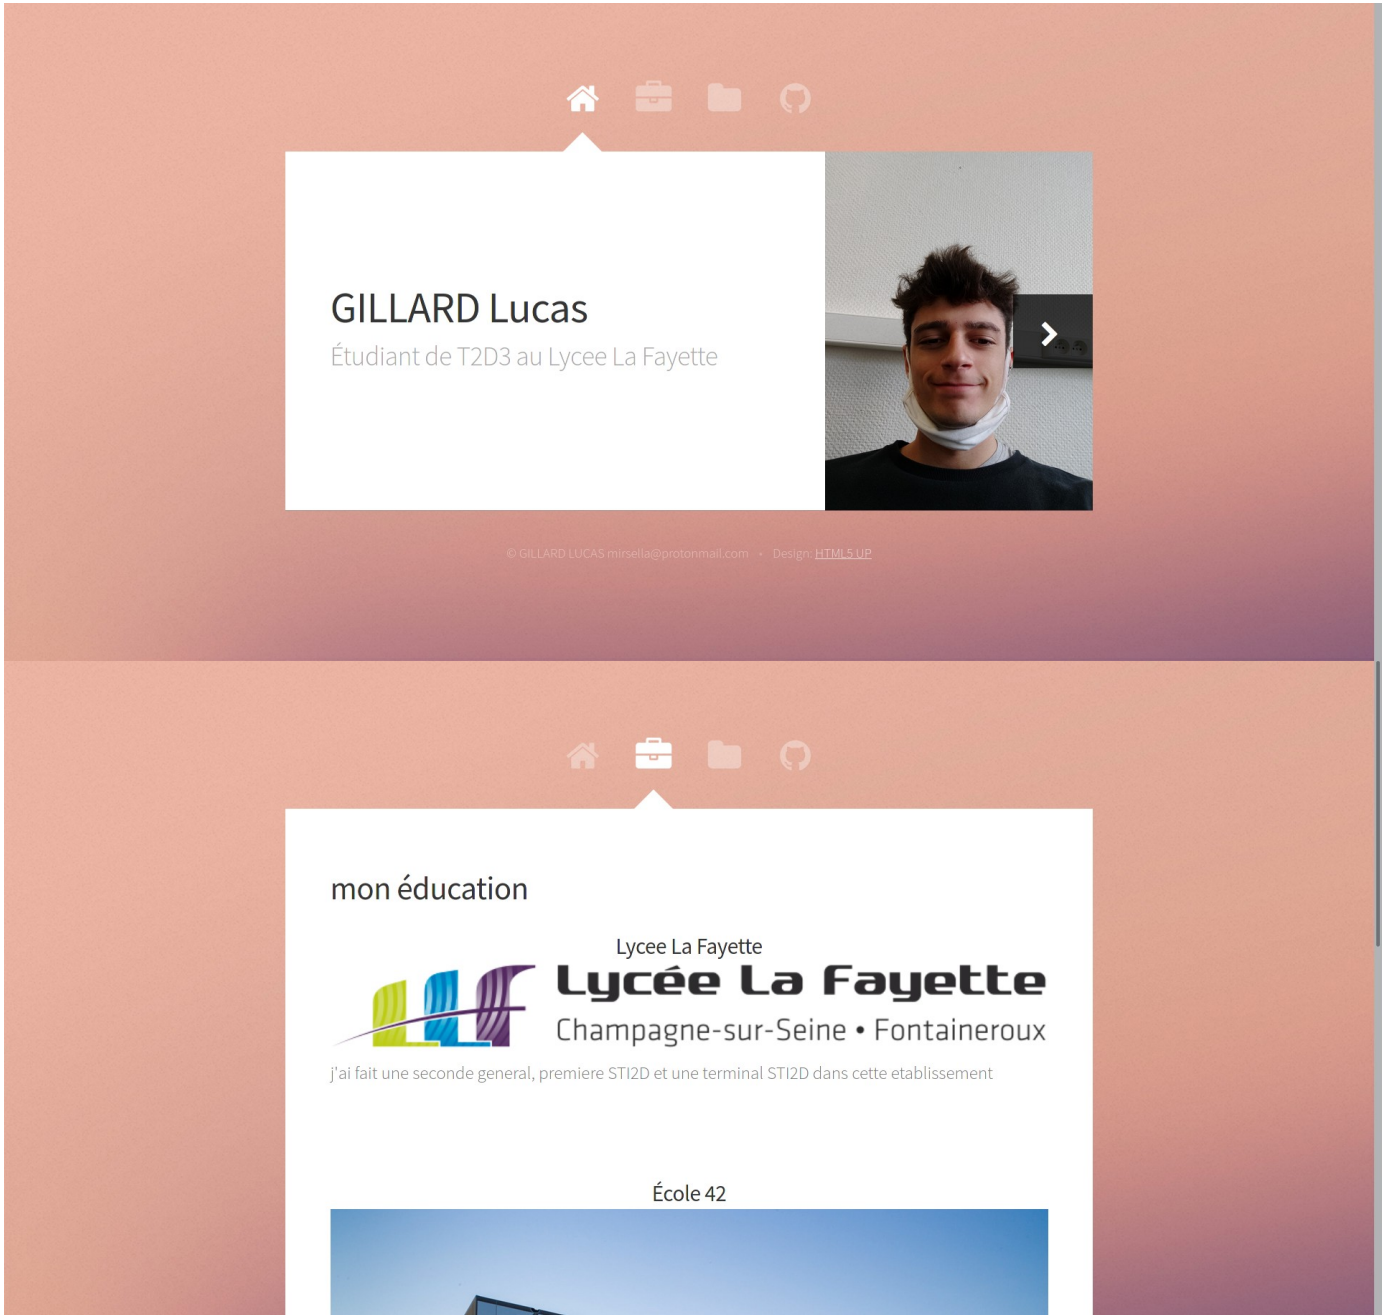 GILLARD Lucas
Étudiant de T2D3 au Lycee La Fayette
© GILLARD LUCAS mirsella@protonmail.com • Design: HTML5 UP
mon éducation
Lycee La Fayette
LLF
Lycée La Fayette
Champagne-sur-Seine • Fontaineroux
j'ai fait une seconde general, premiere STI2D et une terminal STI2D dans cette etablissement
École 42